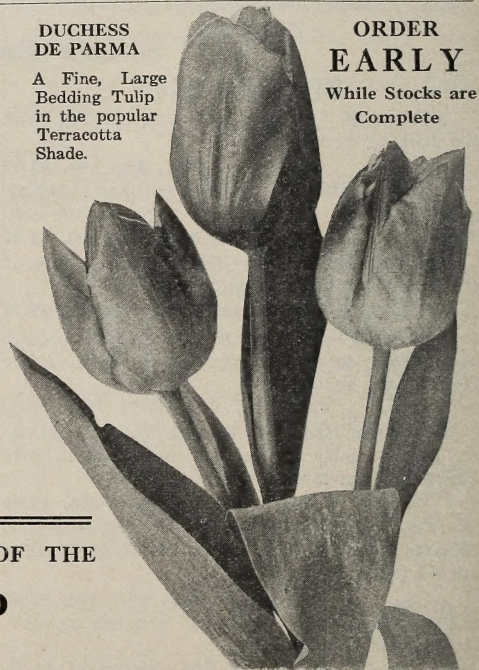 DUCHESS
DE PARMA
A Fine, Large
Bedding Tulip
in the popular
Terracotta
Shade.
ORDER
EARLY
While Stocks are
Complete
OF THE